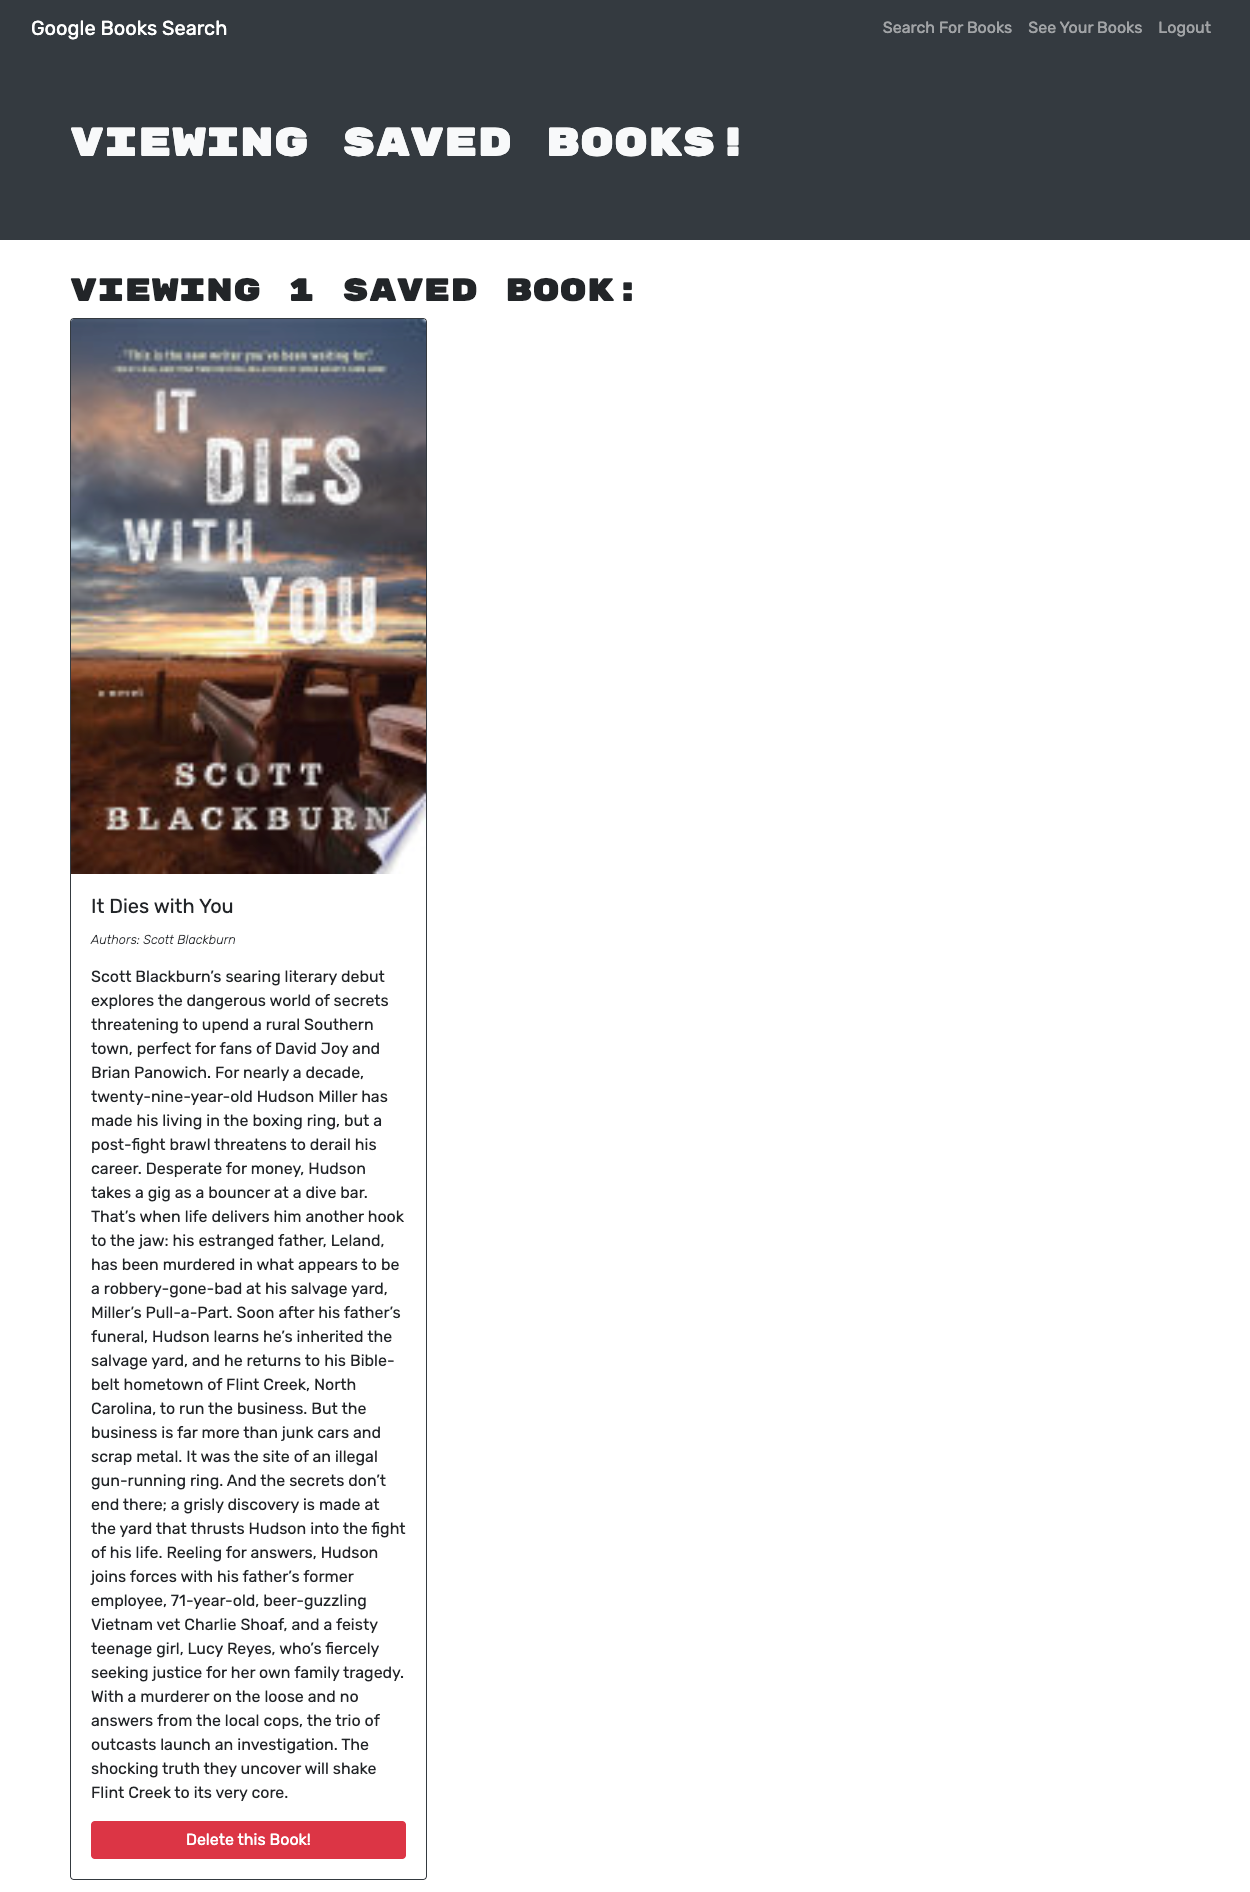 Google Books Search
Search For Books See Your Books Logout
VIEWING SAVED BOOKS!
VIEWING 1 SAVED BOOK:
"This is the new writer you've been waiting for."
IT
DIES
WITH
YOU
a novel
SCOTT
BLACKBURN
It Dies with You
Authors: Scott Blackburn
Scott Blackburn’s searing literary debut
explores the dangerous world of secrets
threatening to upend a rural Southern
town, perfect for fans of David Joy and
Brian Panowich. For nearly a decade,
twenty-nine-year-old Hudson Miller has
made his living in the boxing ring, but a
post-fight brawl threatens to derail his
career. Desperate for money, Hudson
takes a gig as a bouncer at a dive bar.
That’s when life delivers him another hook
to the jaw: his estranged father, Leland,
has been murdered in what appears to be
a robbery-gone-bad at his salvage yard,
Miller’s Pull-a-Part. Soon after his father’s
funeral, Hudson learns he’s inherited the
salvage yard, and he returns to his Bible-
belt hometown of Flint Creek, North
Carolina, to run the business. But the
business is far more than junk cars and
scrap metal. It was the site of an illegal
gun-running ring. And the secrets don’t
end there; a grisly discovery is made at
the yard that thrusts Hudson into the fight
of his life. Reeling for answers, Hudson
joins forces with his father’s former
employee, 71-year-old, beer-guzzling
Vietnam vet Charlie Shoaf, and a feisty
teenage girl, Lucy Reyes, who’s fiercely
seeking justice for her own family tragedy.
With a murderer on the loose and no
answers from the local cops, the trio of
outcasts launch an investigation. The
shocking truth they uncover will shake
Flint Creek to its very core.
Delete this Book!